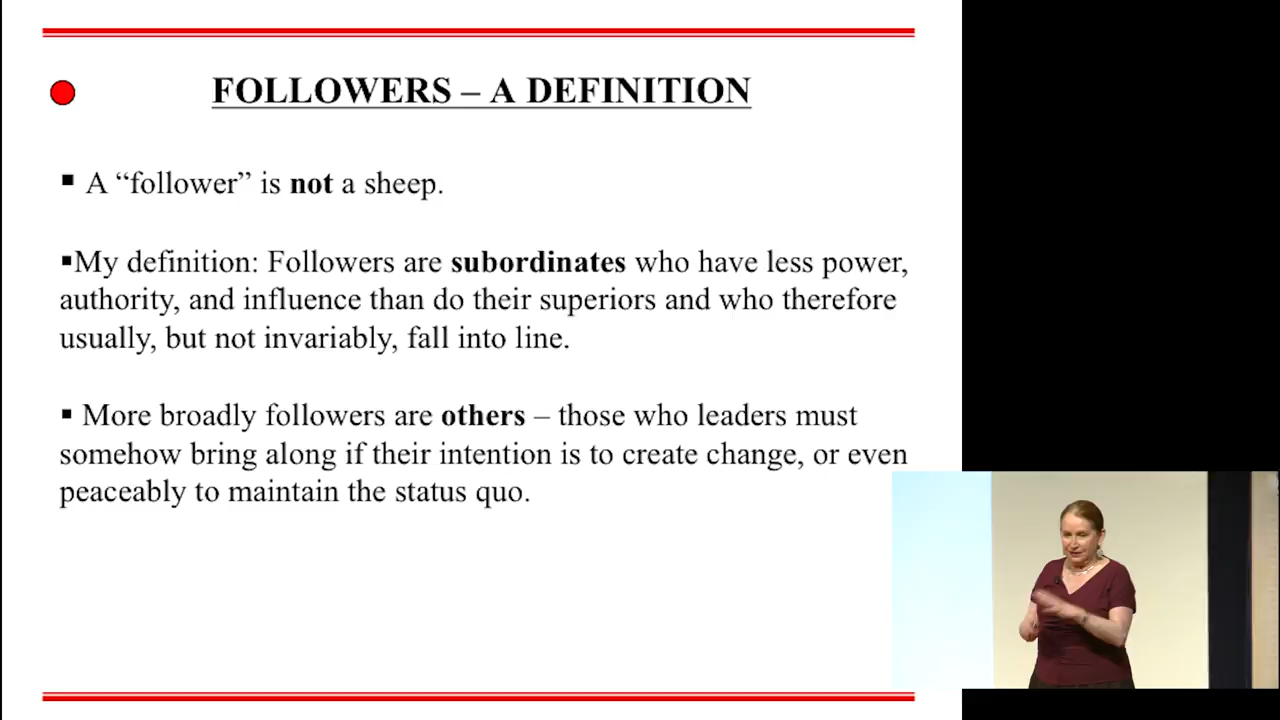 FOLLOWERS – A DEFINITION
▪ A “follower” is not a sheep.
▪My definition: Followers are subordinates who have less power,
authority, and influence than do their superiors and who therefore
usually, but not invariably, fall into line.
▪ More broadly followers are others – those who leaders must
somehow bring along if their intention is to create change, or even
peaceably to maintain the status quo.